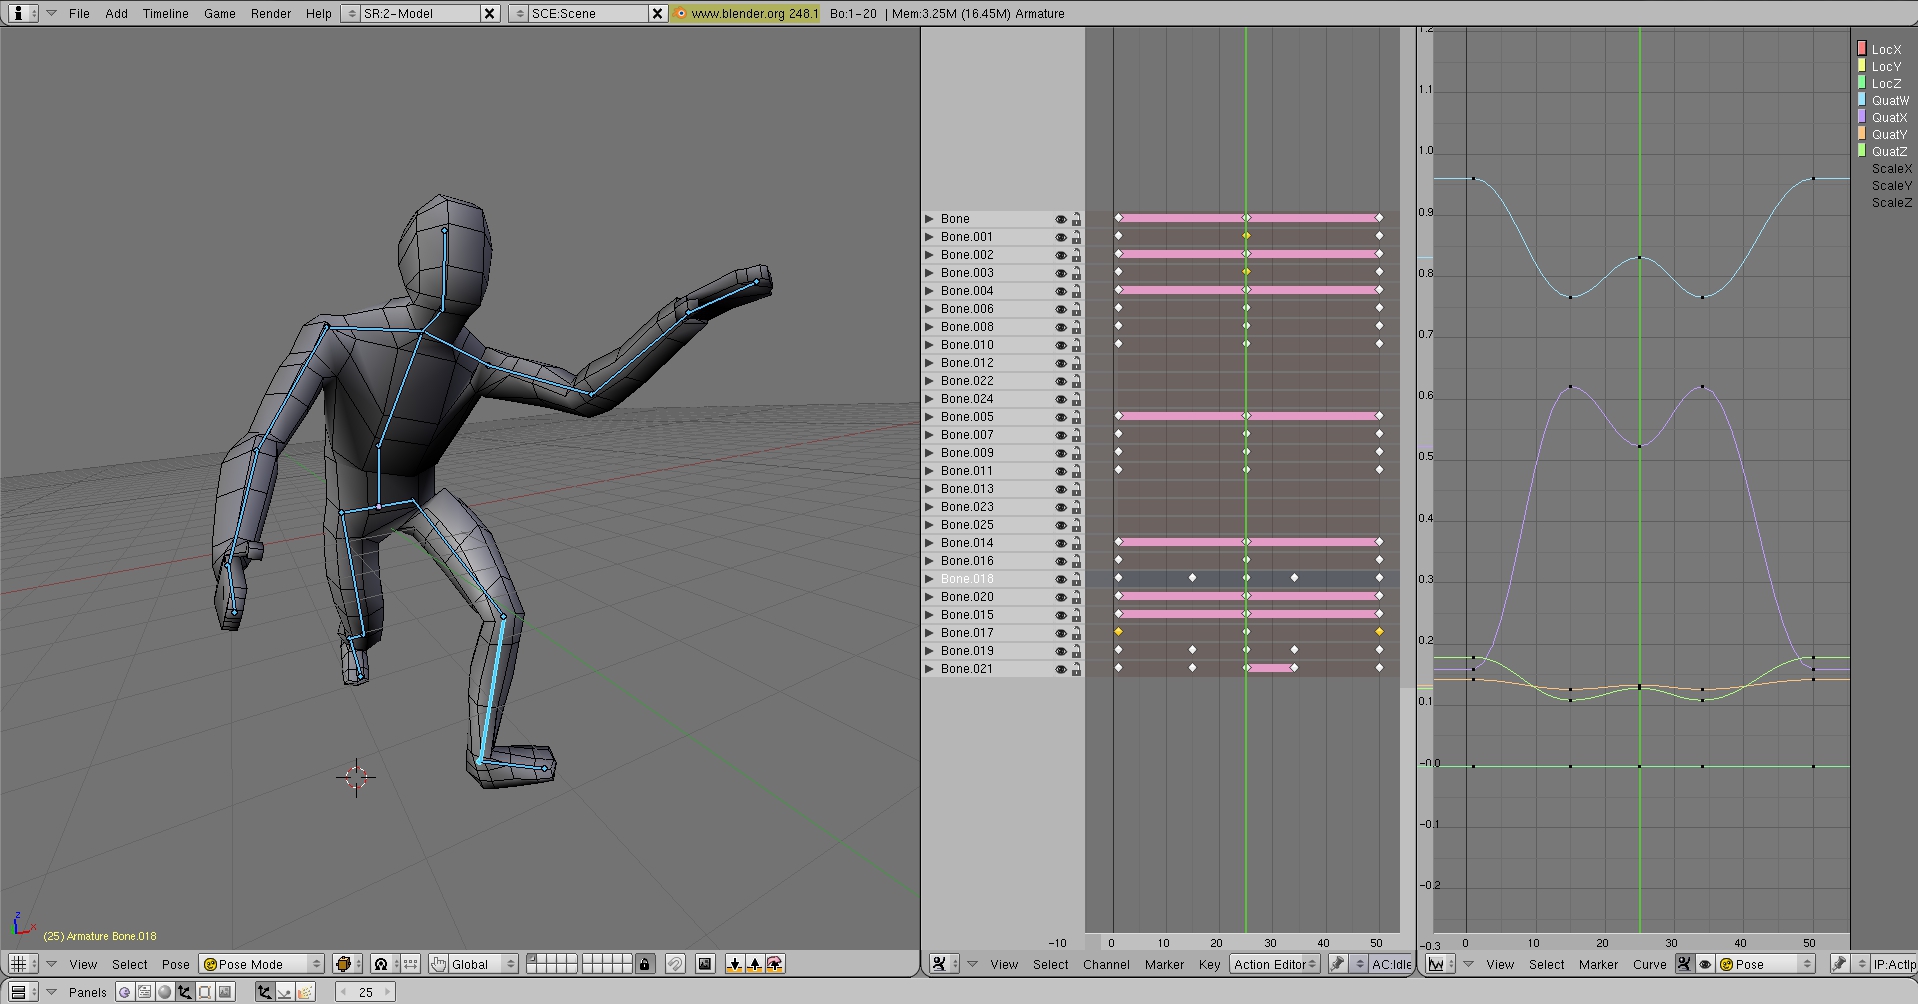 File Add Timeline Game Render Help SR:2-Model SCE:Scene www.blender.org 248.1 Bo:1-20 | Mem:3.25M (16.45M) Armature
(25) Armature Bone.018
z
x
View Select Pose Pose Mode Global
Bone
Bone.001
Bone.002
Bone.003
Bone.004
Bone.006
Bone.008
Bone.010
Bone.012
Bone.022
Bone.024
Bone.005
Bone.007
Bone.009
Bone.011
Bone.013
Bone.023
Bone.025
Bone.014
Bone.016
Bone.018
Bone.020
Bone.015
Bone.017
Bone.019
Bone.021
-10 0 10 20 30 40 50
View Select Channel Marker Key Action Editor AC:Idle
1.2
1.1
1.0
0.9
0.8
0.7
0.6
0.5
0.4
0.3
0.2
0.1
-0.0
-0.1
-0.2
-0.3
0 10 20 30 40 50
LocX
LocY
LocZ
QuatW
QuatX
QuatY
QuatZ
ScaleX
ScaleY
ScaleZ
View Select Marker Curve Pose IP:ActIp
Panels 25